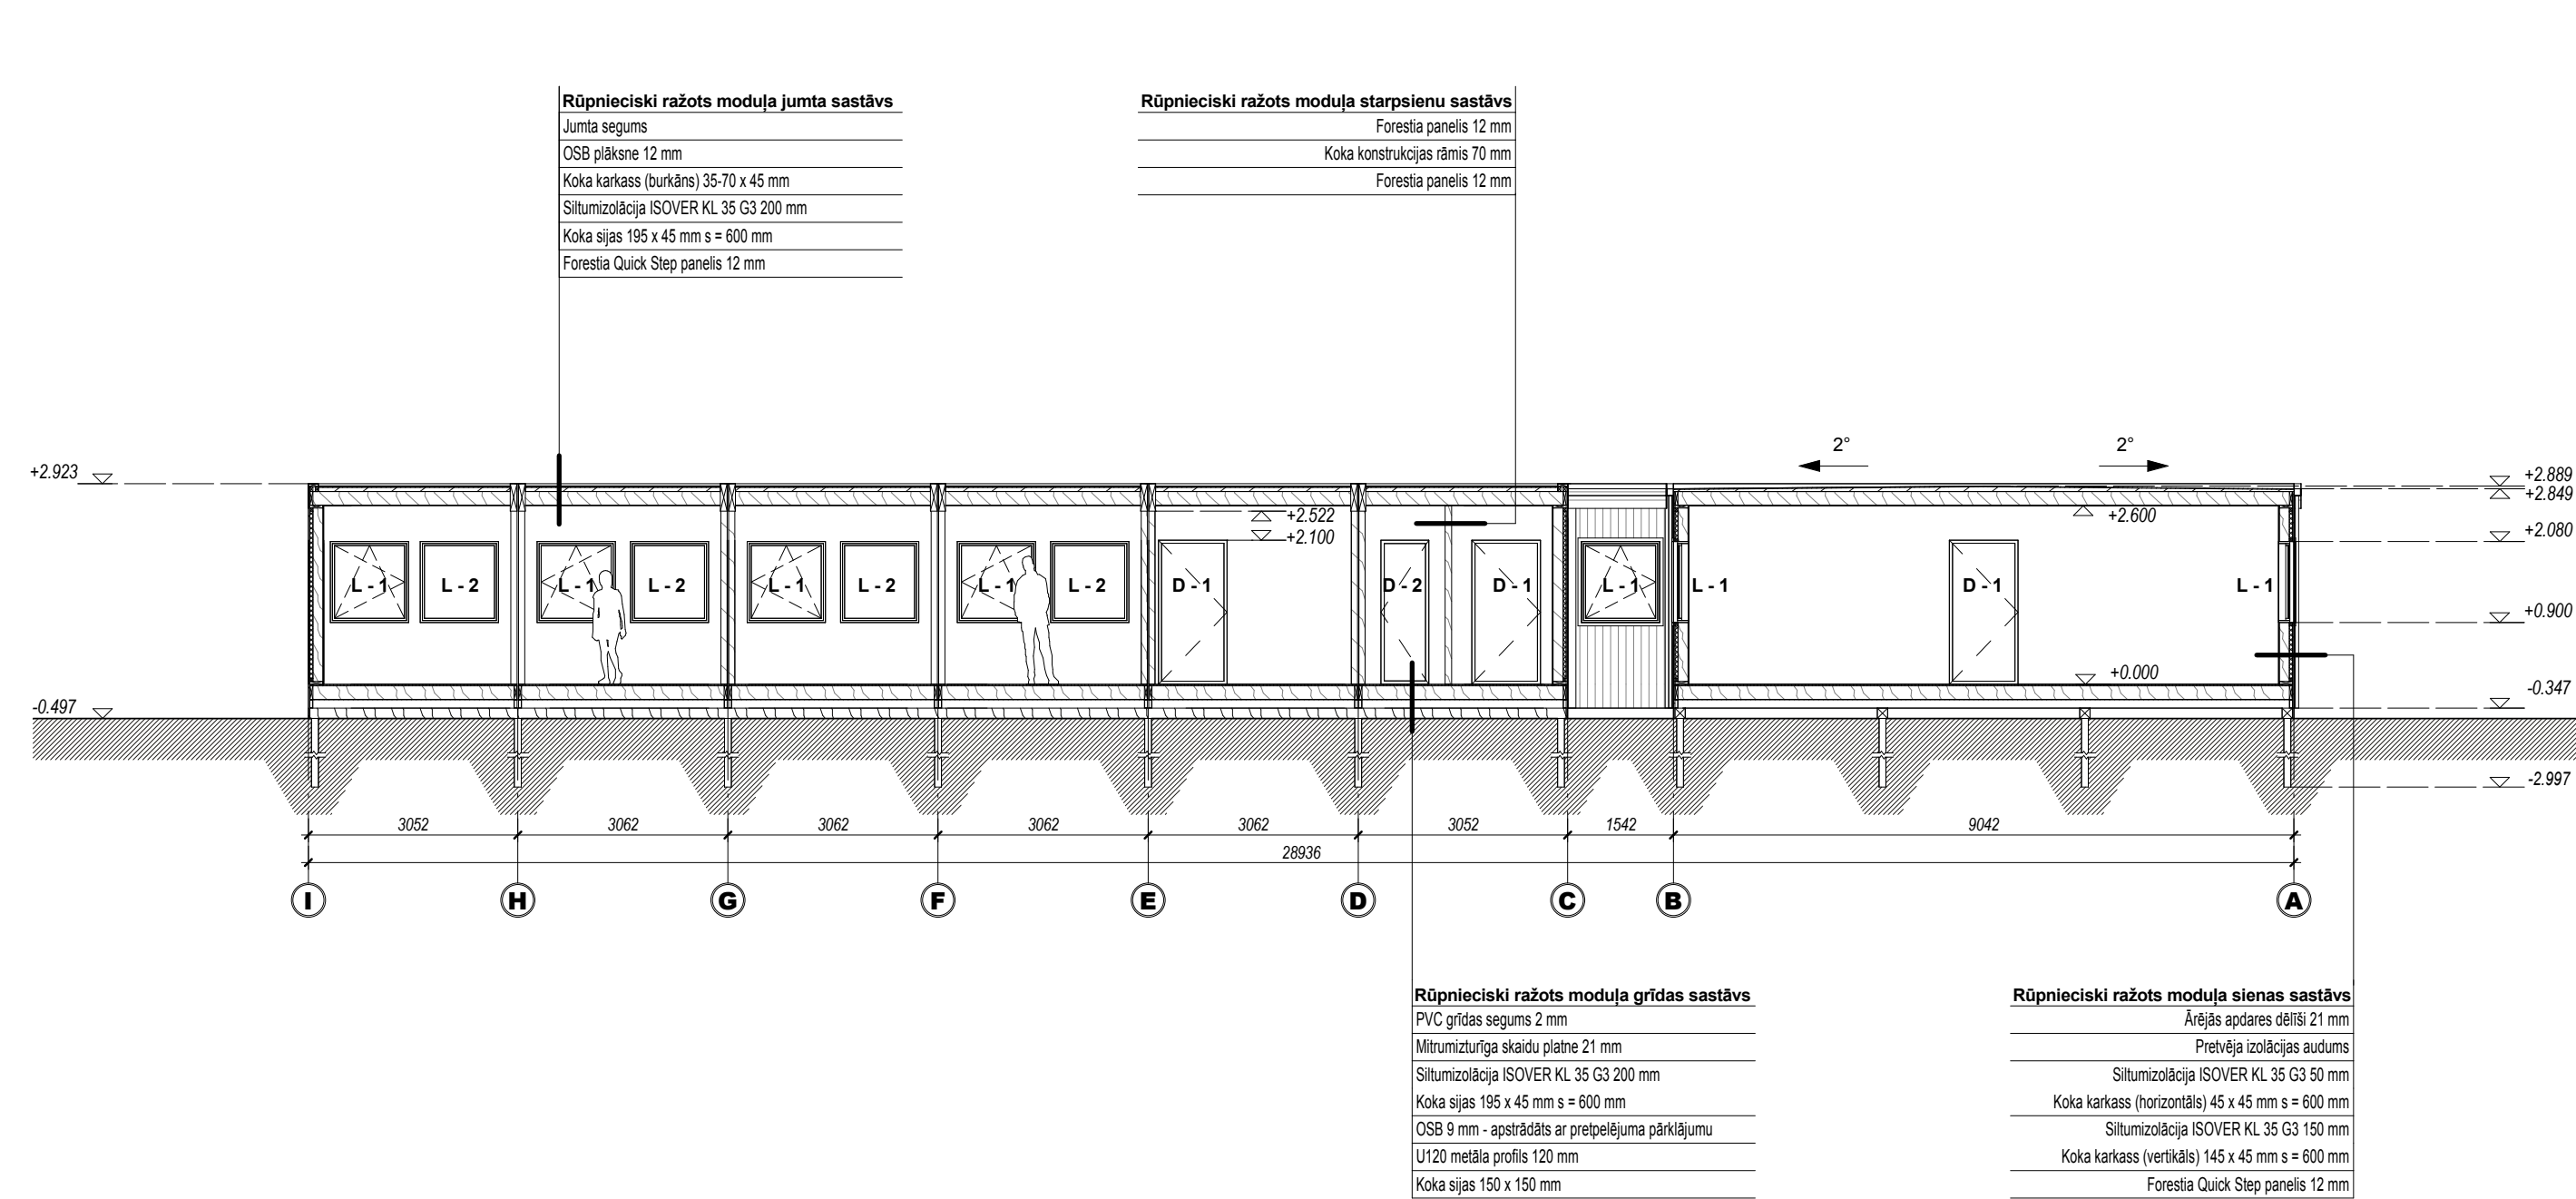 Rūpnieciski ražots moduļa jumta sastāvs
Jumta segums
OSB plāksne 12 mm
Koka karkass (burkāns) 35-70 x 45 mm
Siltumizolācija ISOVER KL 35 G3 200 mm
Koka sijas 195 x 45 mm s = 600 mm
Forestia Quick Step panelis 12 mm
Rūpnieciski ražots moduļa starpsienu sastāvs
Forestia panelis 12 mm
Koka konstrukcijas rāmis 70 mm
Forestia panelis 12 mm
2° 2°
+2.923
+2.889
+2.849
+2.522
+2.600
+2.100
+2.080
L - 1 L - 2 L - 1 L - 2 L - 1 L - 2 L - 1 L - 2 D - 1 D - 2 D - 1 L - 1 L - 1 D - 1 L - 1
+0.900
+0.000
-0.497
-0.347
-2.997
3052 3062 3062 3062 3062 3052 1542 9042
28936
I H G F E D C B A
Rūpnieciski ražots moduļa grīdas sastāvs
PVC grīdas segums 2 mm
Mitrumizturīga skaidu platne 21 mm
Siltumizolācija ISOVER KL 35 G3 200 mm
Koka sijas 195 x 45 mm s = 600 mm
OSB 9 mm - apstrādāts ar pretpelējuma pārklājumu
U120 metāla profils 120 mm
Koka sijas 150 x 150 mm
Rūpnieciski ražots moduļa sienas sastāvs
Ārējās apdares dēlīši 21 mm
Pretvēja izolācijas audums
Siltumizolācija ISOVER KL 35 G3 50 mm
Koka karkass (horizontāls) 45 x 45 mm s = 600 mm
Siltumizolācija ISOVER KL 35 G3 150 mm
Koka karkass (vertikāls) 145 x 45 mm s = 600 mm
Forestia Quick Step panelis 12 mm